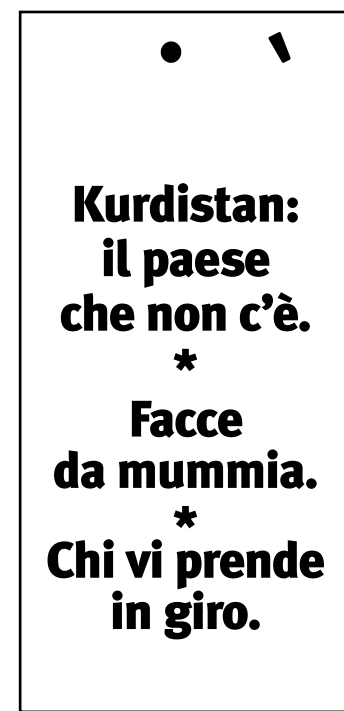 Kurdistan:
il paese
che non c’è.
*
Facce
da mummia.
*
Chi vi prende
in giro.